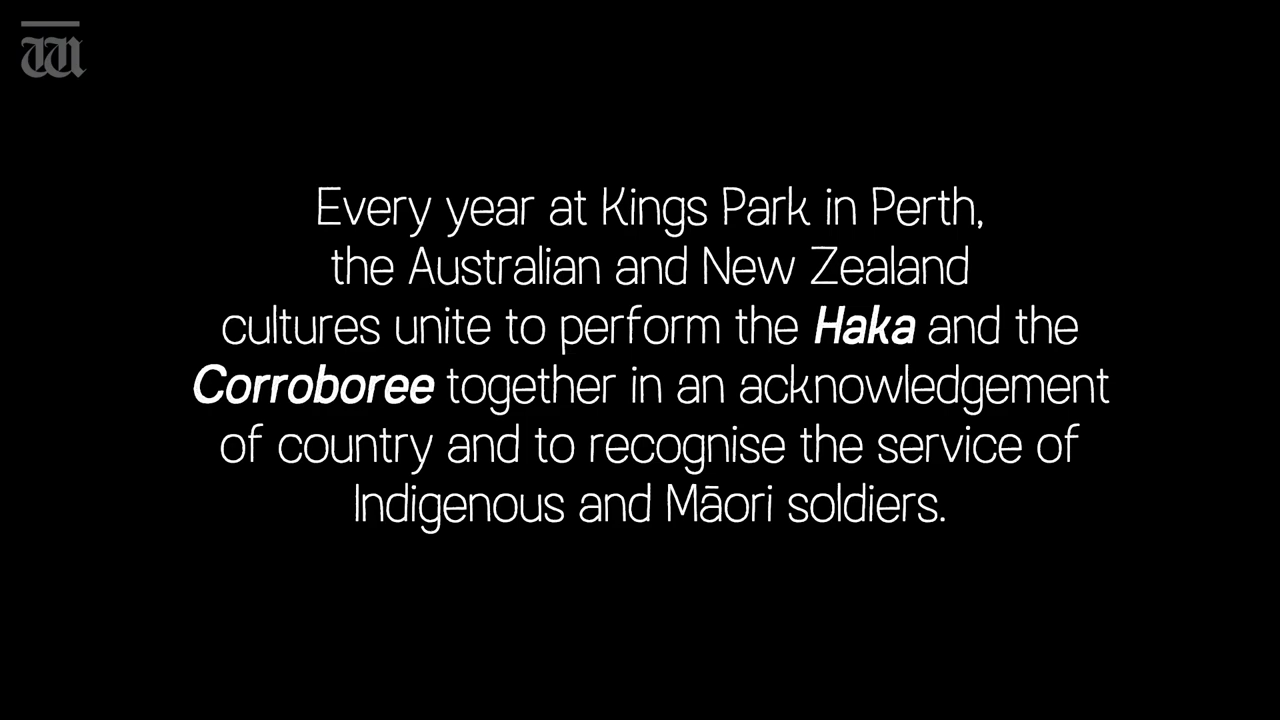 W
Every year at Kings Park in Perth,
the Australian and New Zealand
cultures unite to perform the Haka and the
Corroboree together in an acknowledgement
of country and to recognise the service of
Indigenous and Māori soldiers.